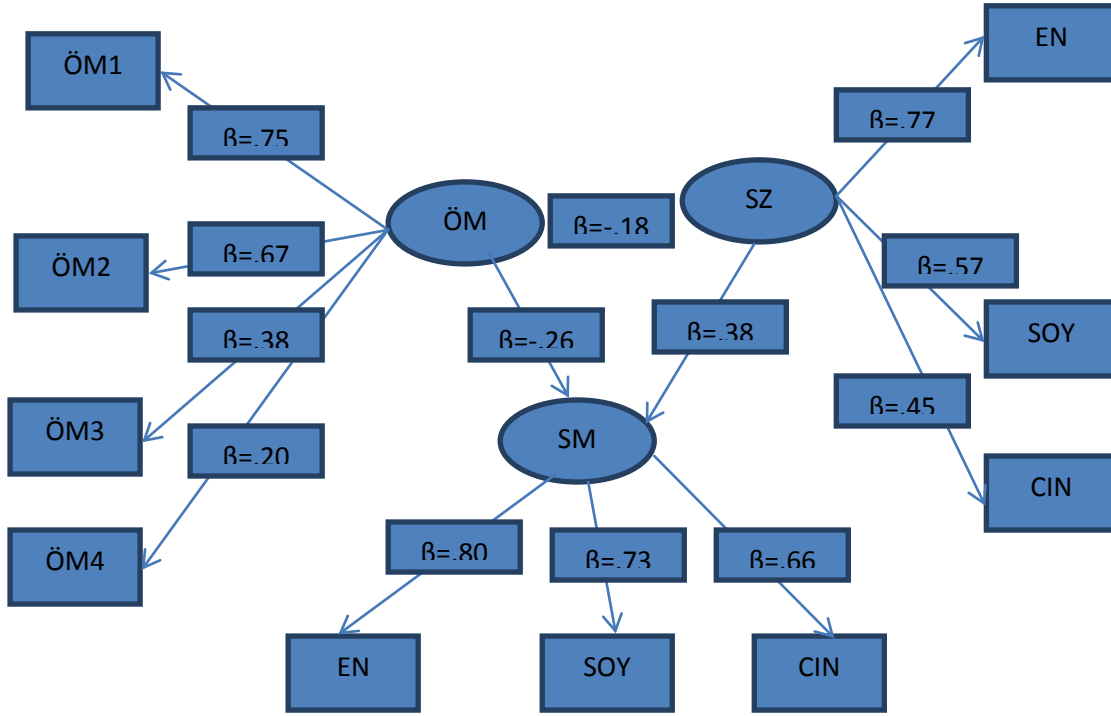 EN
ÖM1
ß=.77
ß=.75
SZ
ÖM
ß=-.18
ÖM2
ß=.67
ß=.57
ß=.38
ß=-.26
ß=.38
SOY
ß=.45
ÖM3
SM
ß=.20
CIN
ÖM4
ß=.80
ß=.73
ß=.66
EN
SOY
CIN